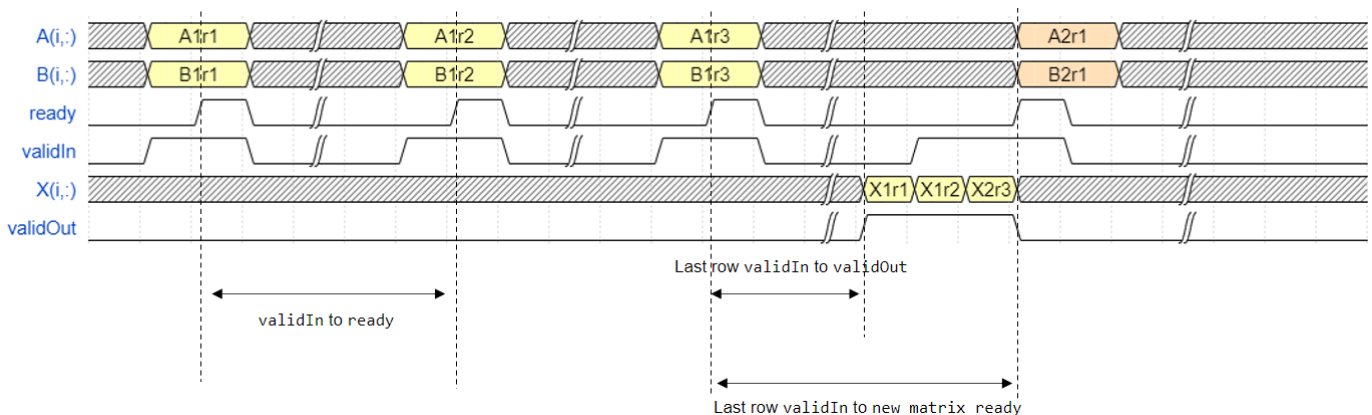 A(i,:) A1r1 A1r2 A1r3 A2r1
B(i,:) B1r1 B1r2 B1r3 B2r1
ready
validIn
X(i,:) X1r1 X1r2 X2r3
validOut
Last row validIn to validOut
validIn to ready
Last row validIn to new matrix ready